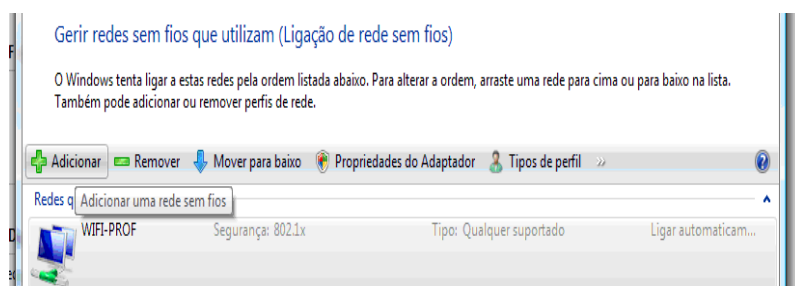 Gerir redes sem fios que utilizam (Ligação de rede sem fios)
O Windows tenta ligar a estas redes pela ordem listada abaixo. Para alterar a ordem, arraste uma rede para cima ou para baixo na lista.
Também pode adicionar ou remover perfis de rede.
Adicionar Remover Mover para baixo Propriedades do Adaptador Tipos de perfil »
Redes q
Adicionar uma rede sem fios
WIFI-PROF Segurança: 802.1x Tipo: Qualquer suportado Ligar automaticam...